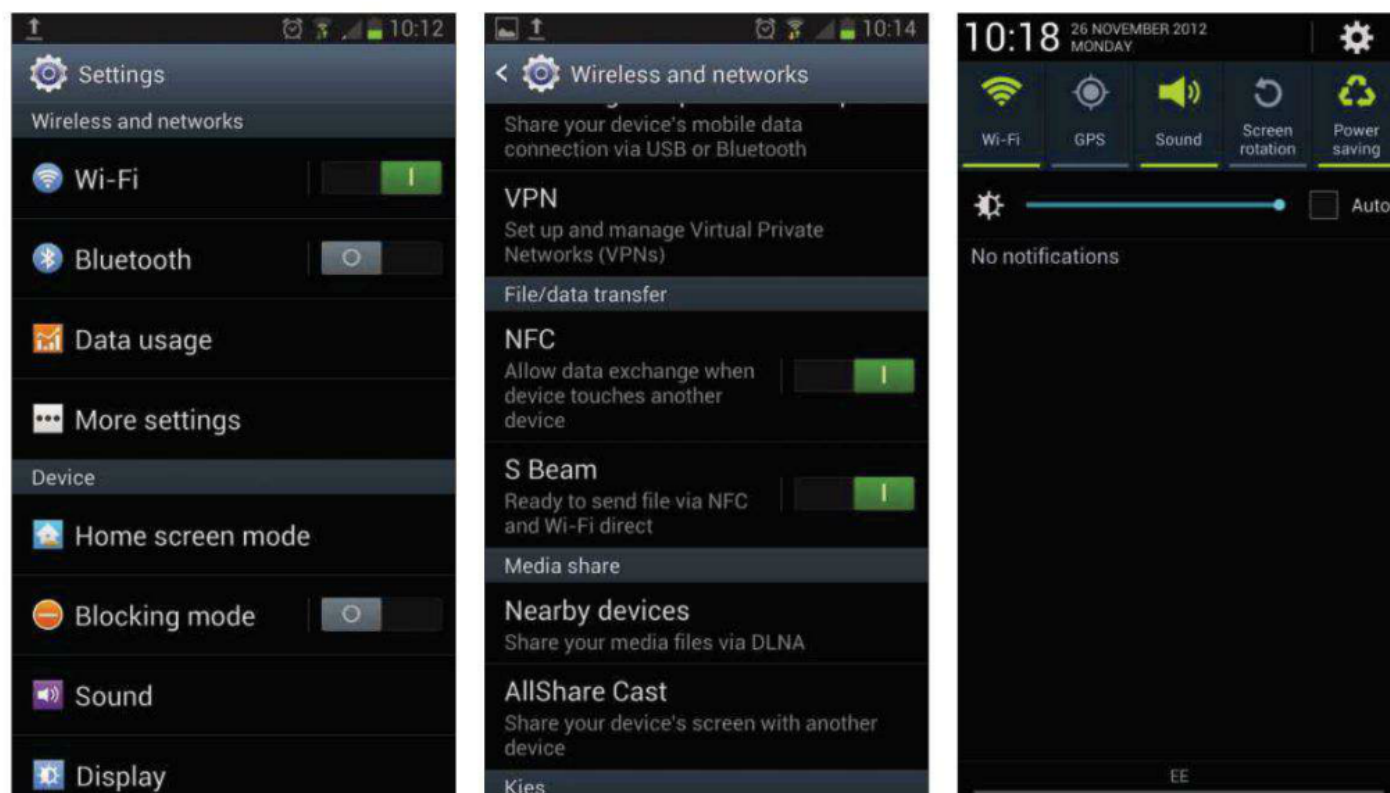 10:12
Settings
Wireless and networks
Wi-Fi
Bluetooth
Data usage
More settings
Device
Home screen mode
Blocking mode
Sound
Display
10:14
Wireless and networks
Share your device's mobile data
connection via USB or Bluetooth
VPN
Set up and manage Virtual Private
Networks (VPNs)
File/data transfer
NFC
Allow data exchange when
device touches another
device
S Beam
Ready to send file via NFC
and Wi-Fi direct
Media share
Nearby devices
Share your media files via DLNA
AllShare Cast
Share your device's screen with another
device
Kies
10:18
26 NOVEMBER 2012
MONDAY
Wi-Fi
GPS
Sound
Screen
rotation
Power
saving
Auto
No notifications
EE